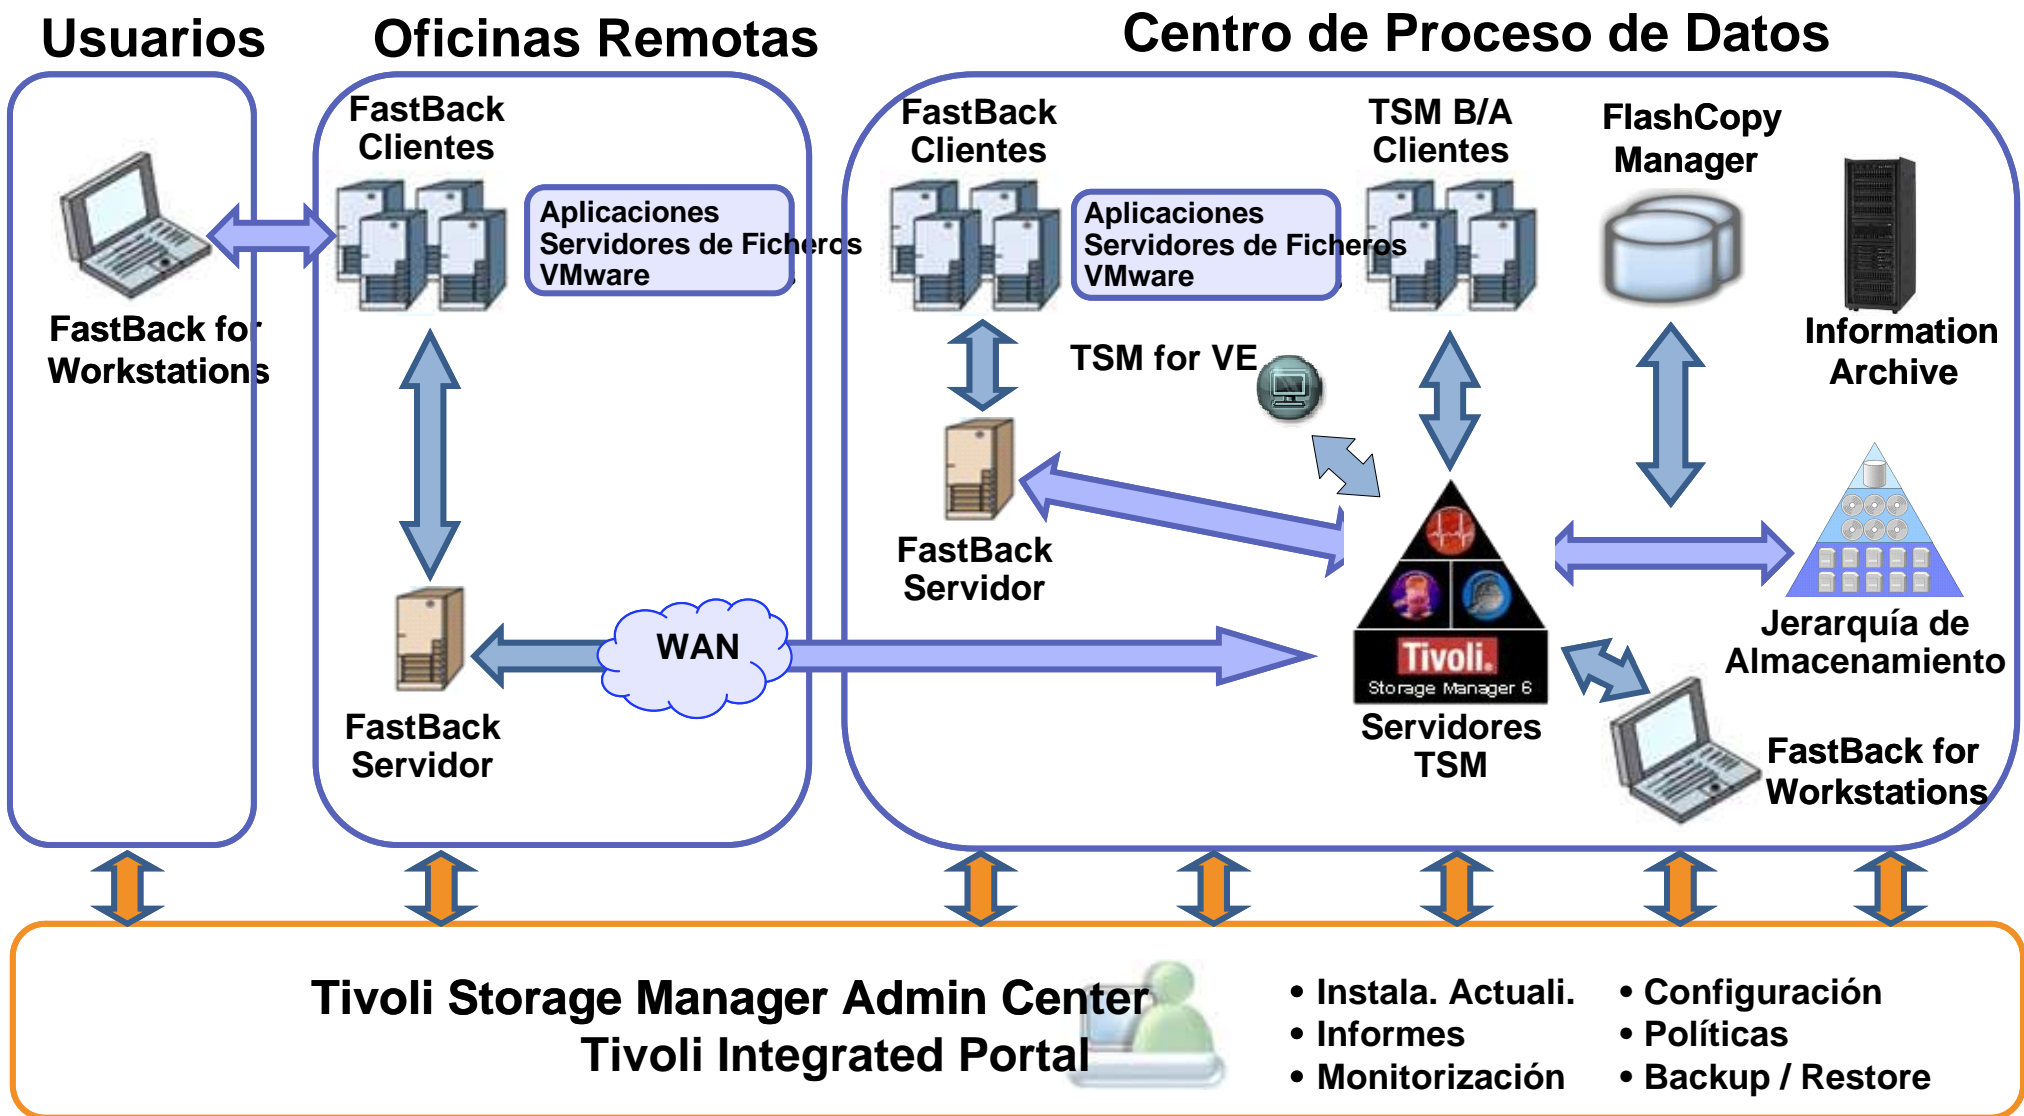 Usuarios
Oficinas Remotas
Centro de Proceso de Datos
FastBack for
Workstations
FastBack
Clientes
Aplicaciones
Servidores de Ficheros
VMware
FastBack
Servidor
WAN
FastBack
Clientes
Aplicaciones
Servidores de Ficheros
VMware
TSM B/A
Clientes
FlashCopy
Manager
Information
Archive
TSM for VE
FastBack
Servidor
Tivoli.
Storage Manager 6
Servidores
TSM
Jerarquía de
Almacenamiento
FastBack for
Workstations
Tivoli Storage Manager Admin Center
Tivoli Integrated Portal
• Instala. Actuali.
• Informes
• Monitorización
• Configuración
• Políticas
• Backup / Restore